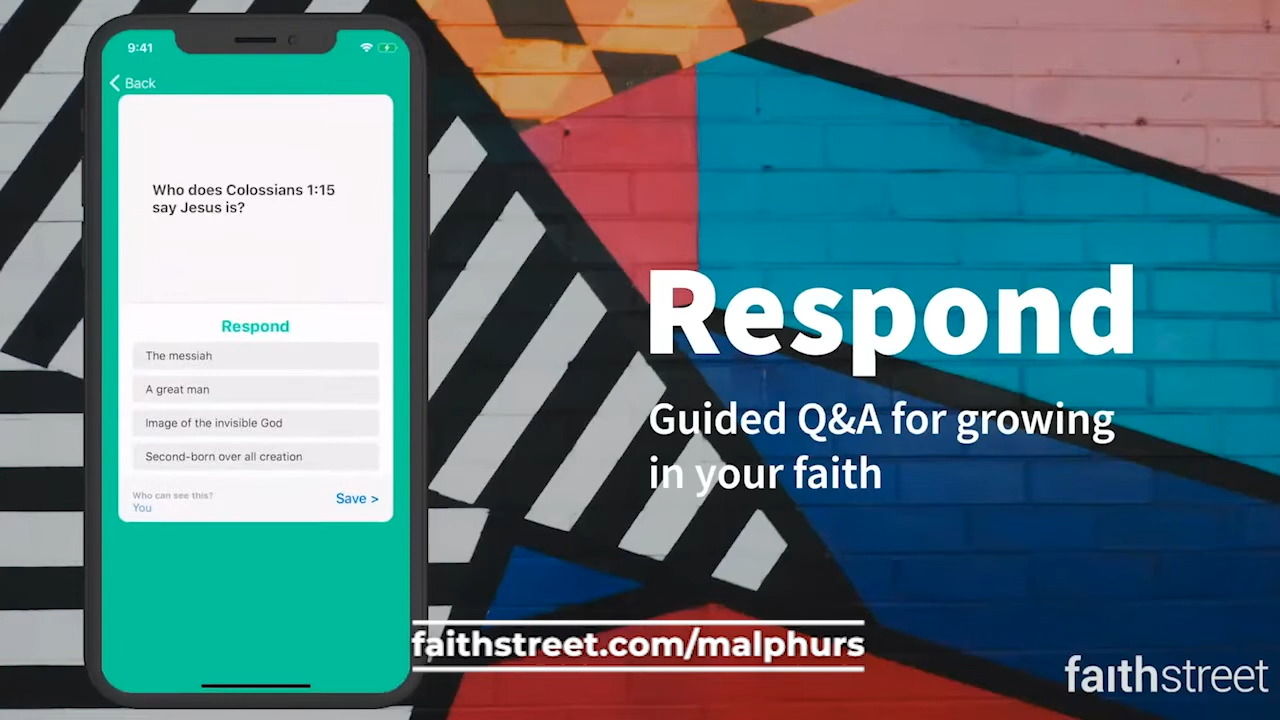 9:41
Back
Who does Colossians 1:15
say Jesus is?
Respond
The messiah
A great man
Image of the invisible God
Second-born over all creation
Who can see this?
You
Save >
Respond
Guided Q&A for growing
in your faith
faithstreet.com/malphurs
faithstreet